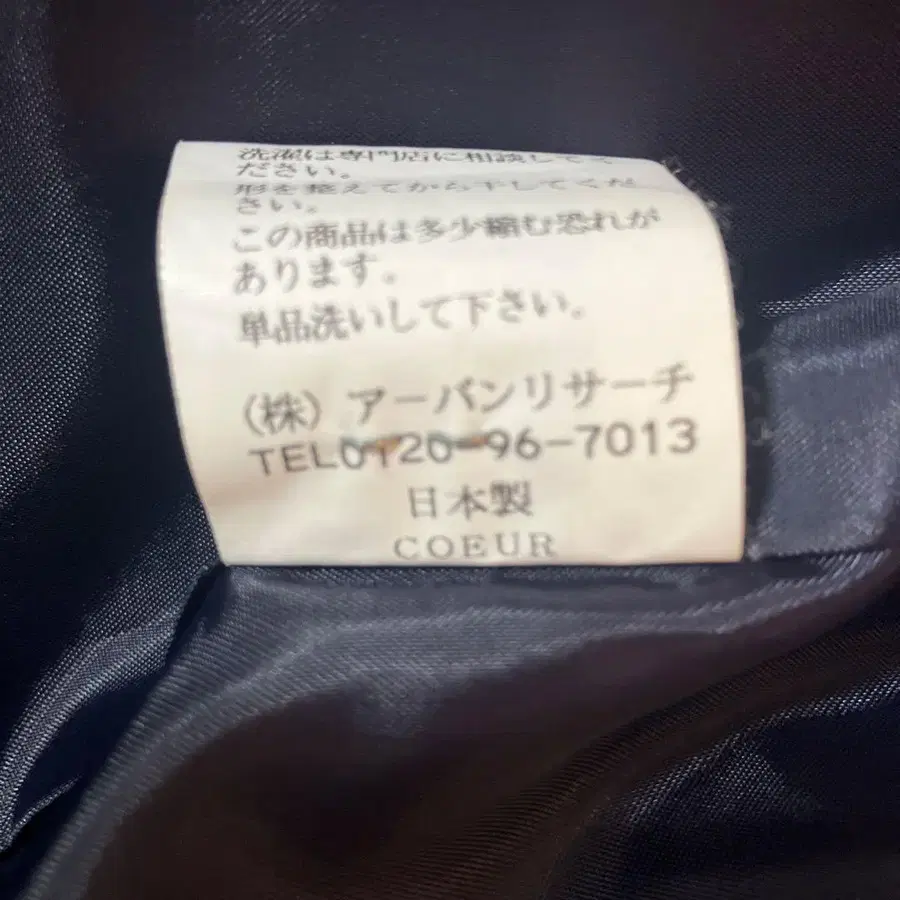 洗濯は専門店に相談してく
ださい。
形を整えてから干してくだ
さい。
この商品は多少縮む恐れが
あります。
単品洗いして下さい。
(株) アーバンリサーチ
TEL0120-96-7013
日本製
COEUR